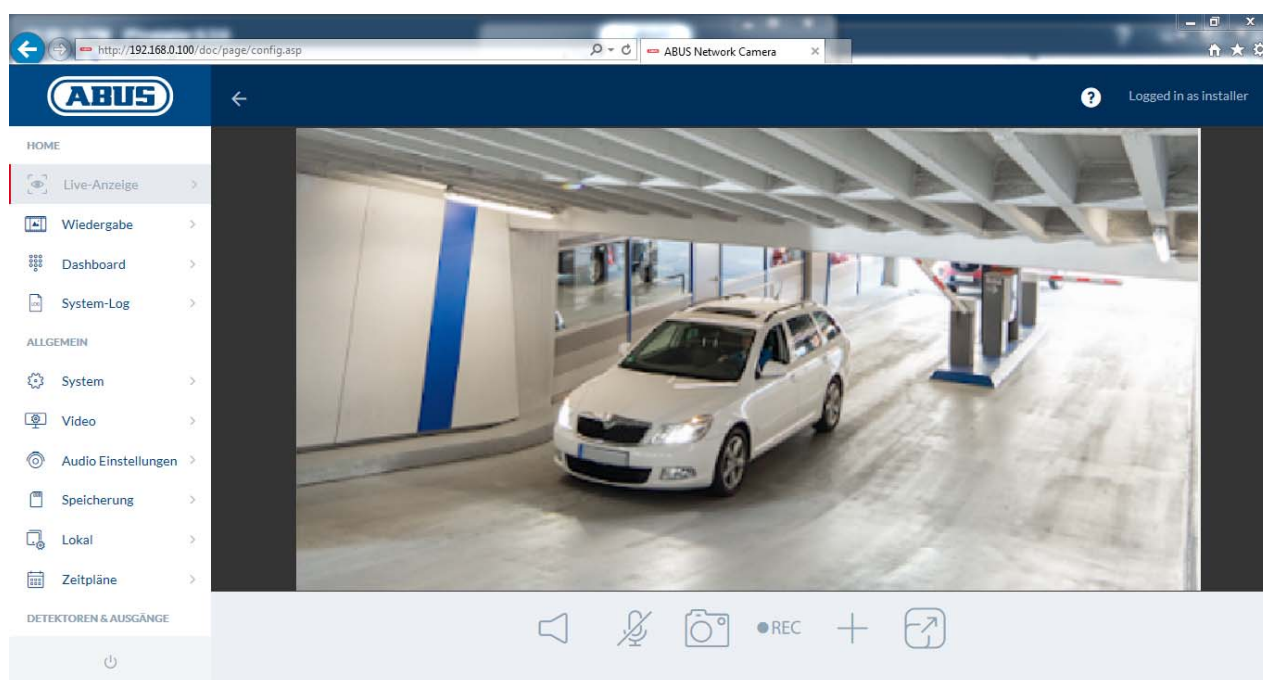 http://192.168.0.100/doc/page/config.asp
ABUS Network Camera
ABUS
Logged in as installer
HOME
Live-Anzeige
Wiedergabe
Dashboard
LOG
System-Log
ALLGEMEIN
System
Video
Audio Einstellungen
Speicherung
Lokal
Zeitpläne
DETEKTOREN & AUSGÄNGE
REC